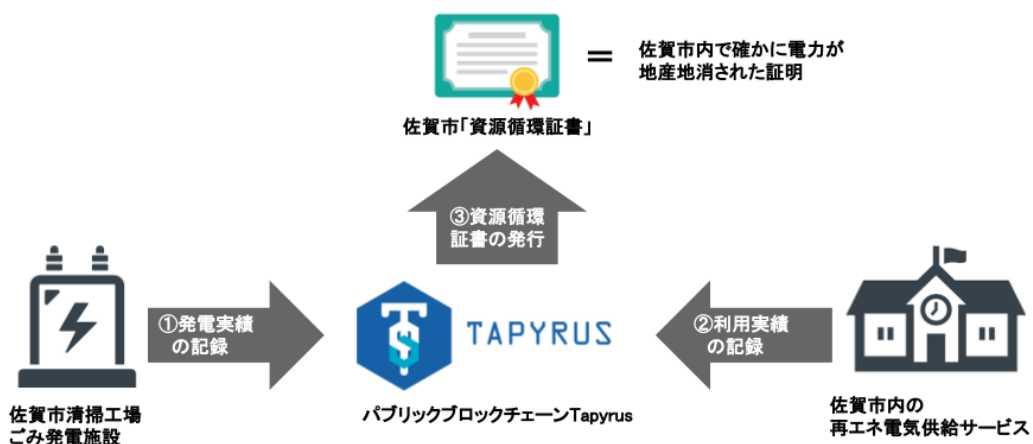 ＝ 佐賀市内で確かに電力が
地産地消された証明
佐賀市「資源循環証書」
③資源循環
証書の発行
①発電実績
の記録
TAPYRUS
②利用実績
の記録
佐賀市清掃工場
ごみ発電施設
パブリックブロックチェーンTapyrus
佐賀市内の
再エネ電気供給サービス